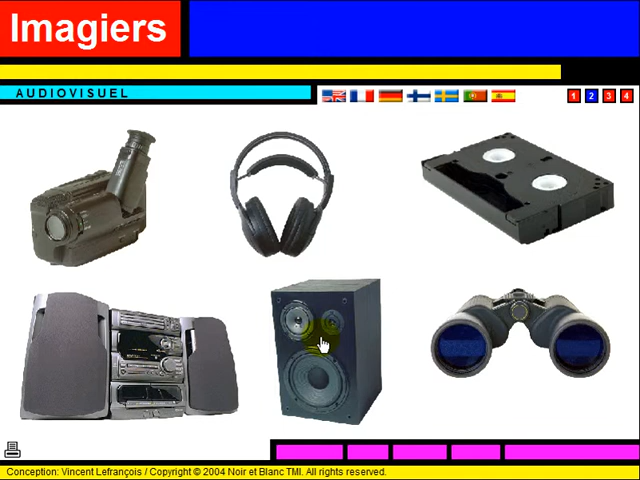 Imagiers
AUDIOVISUEL
1 2 3 4
Conception: Vincent Lefrançois / Copyright © 2004 Noir et Blanc TMI. All rights reserved.